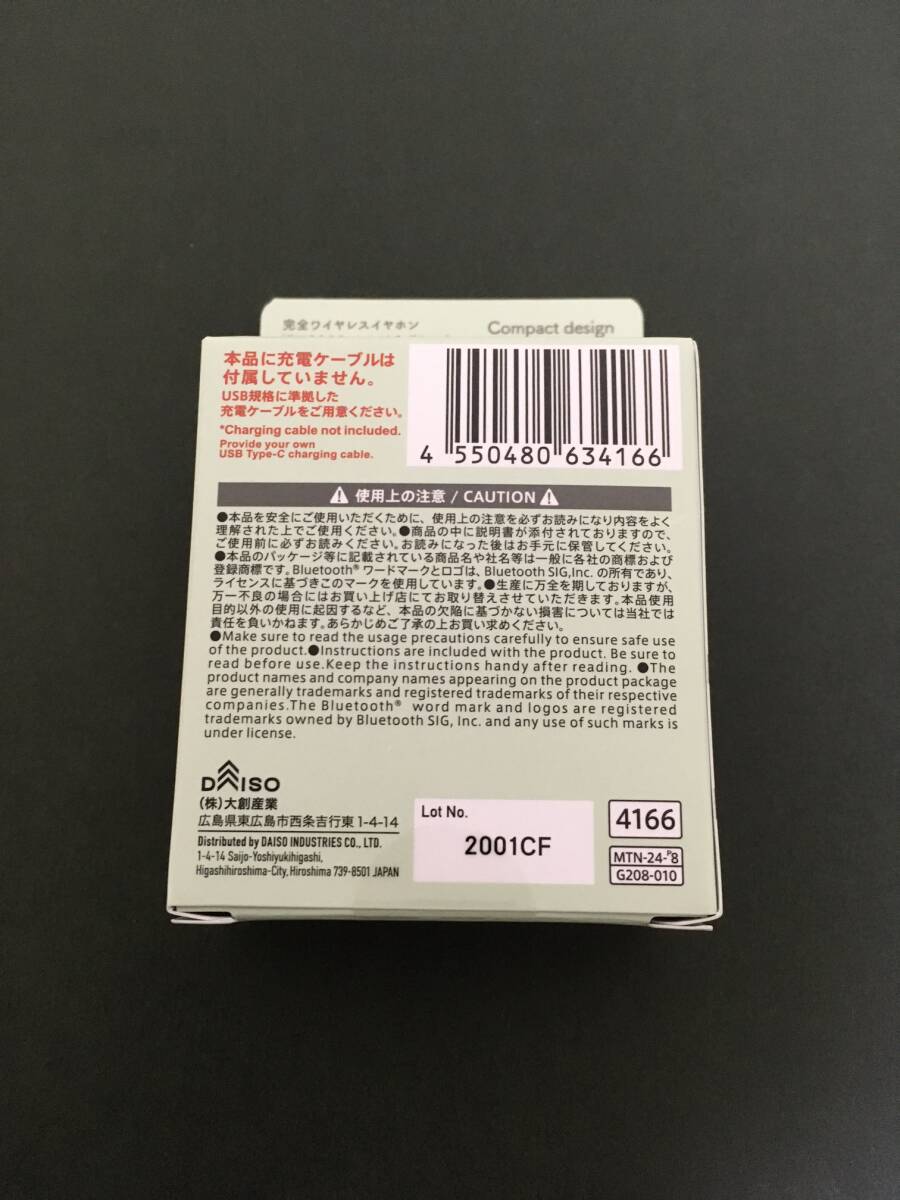 完全ワイヤレスイヤホン
Compact design
本品に充電ケーブルは
付属していません。
USB規格に準拠した
充電ケーブルをご用意ください。
*Charging cable not included.
Provide your own
USB Type-C charging cable.
4 550480 634166
使用上の注意 / CAUTION
●本品を安全にご使用いただくために、使用上の注意を必ずお読みになり内容をよく
理解された上でご使用ください。●商品の中に説明書が添付されておりますので、
ご使用前に必ずお読みください。お読みになった後はお手元に保管してください。
●本品のパッケージ等に記載されている商品名や社名等は一般に各社の商標および
登録商標です。Bluetooth® ワードマークとロゴは、Bluetooth SIG,Inc. の所有であり、
ライセンスに基づきこのマークを使用しています。●生産に万全を期しておりますが、
万一不良の場合にはお買い上げ店にてお取り替えさせていただきます。本品使用
目的以外の使用に起因するなど、本品の欠陥に基づかない損害については当社では
責任を負いかねます。あらかじめご了承の上お買い求めください。
●Make sure to read the usage precautions carefully to ensure safe use
of the product.●Instructions are included with the product. Be sure to
read before use.Keep the instructions handy after reading. ●The
product names and company names appearing on the product package
are generally trademarks and registered trademarks of their respective
companies.The Bluetooth® word mark and logos are registered
trademarks owned by Bluetooth SIG, Inc. and any use of such marks is
under license.
DAISO
(株)大創産業
広島県東広島市西条吉行東1-4-14
Distributed by DAISO INDUSTRIES CO., LTD.
1-4-14 Saijo-Yoshiyukihigashi,
Higashihiroshima-City, Hiroshima 739-8501 JAPAN
Lot No.
2001CF
4166
MTN-24-P8
G208-010